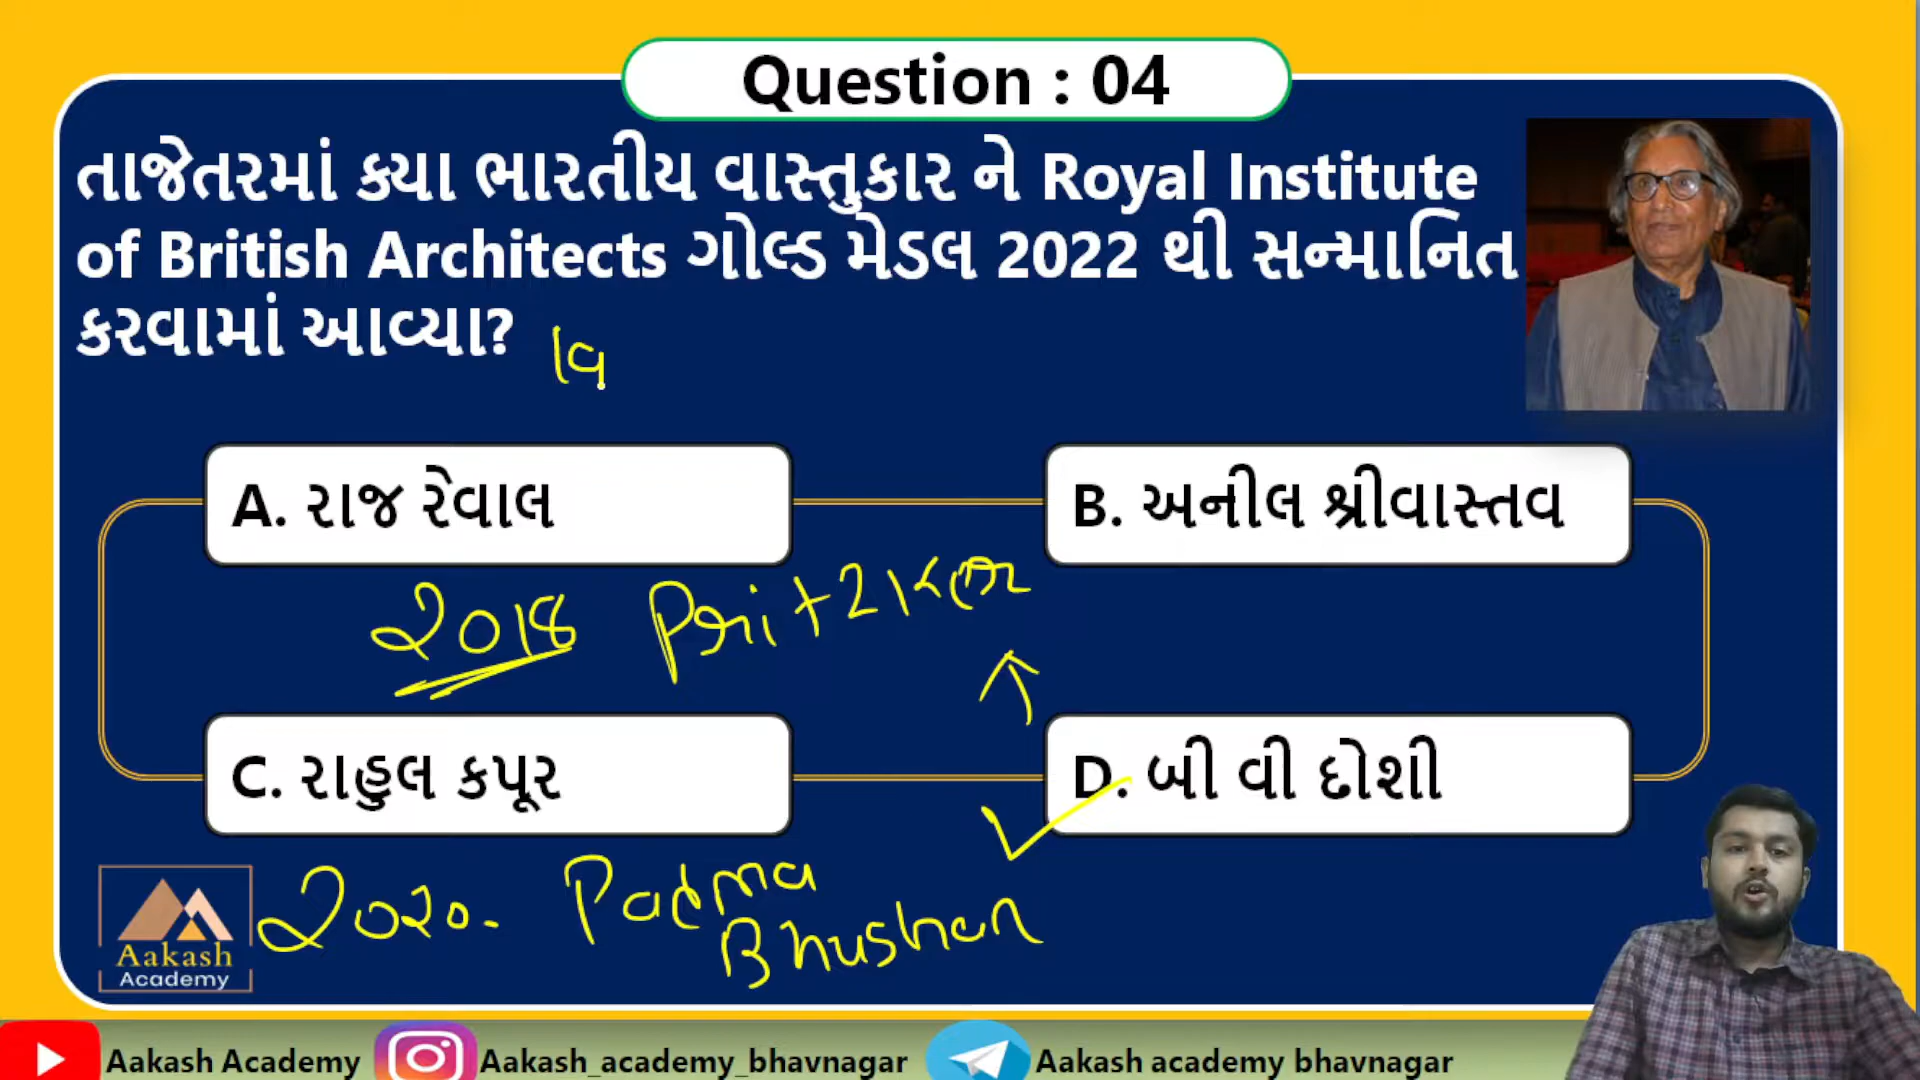 Question : 04
તાજેતરમાં ક્યા ભારતીય વાસ્તુકાર ને Royal Institute
of British Architects ગોલ્ડ મેડલ 2022 થી સન્માનિત
કરવામાં આવ્યા?
A. રાજ રેવાલ
B. અનીલ શ્રીવાસ્તવ
2018
C. રાહુલ કપૂર
D. બી વી દોશી
2020. Padma
Bhushan
Aakash
Academy
Aakash Academy
Aakash_academy_bhavnagar
Aakash academy bhavnagar